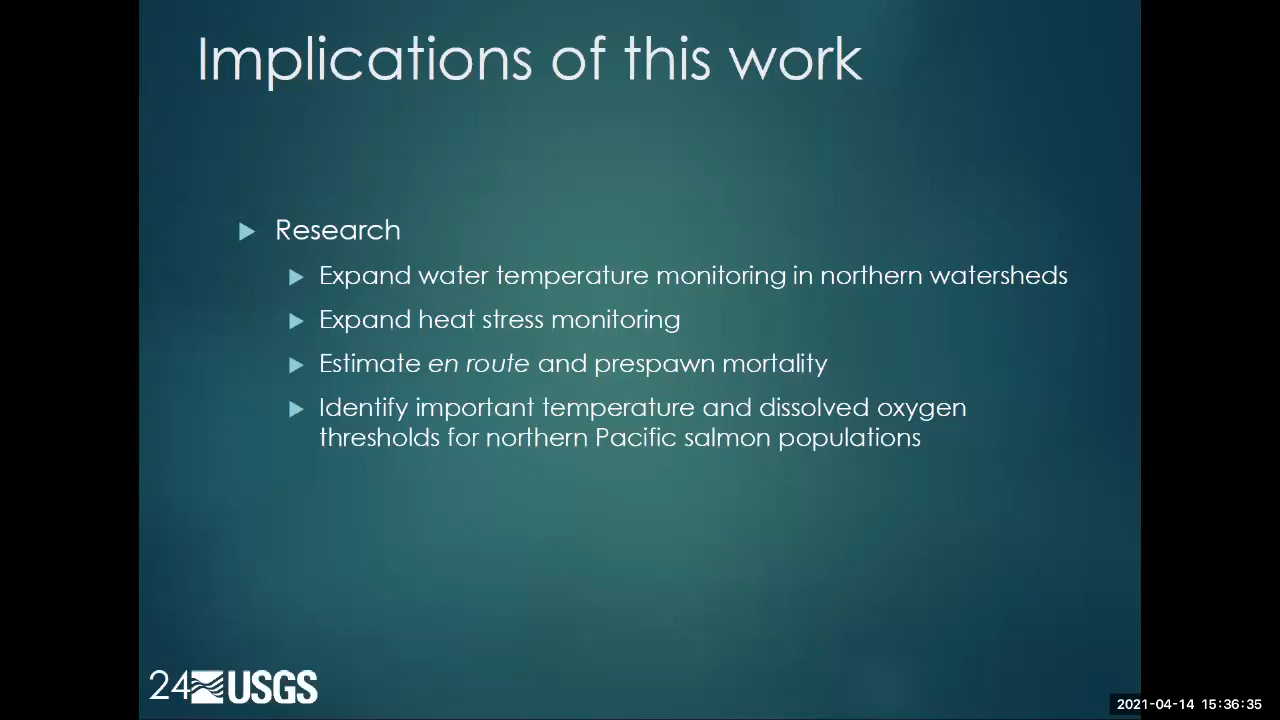 Implications of this work
Research
Expand water temperature monitoring in northern watersheds
Expand heat stress monitoring
Estimate en route and prespawn mortality
Identify important temperature and dissolved oxygen
thresholds for northern Pacific salmon populations
24 USGS
2021-04-14 15:36:35